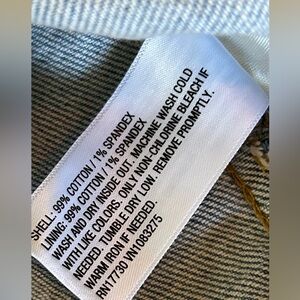 SHELL: 99% COTTON / 1% SPANDEX
LINING: 99% COTTON / 1% SPANDEX
WASH AND DRY INSIDE OUT. MACHINE WASH COLD
WITH LIKE COLORS. ONLY NON-CHLORINE BLEACH IF
NEEDED. TUMBLE DRY LOW. REMOVE PROMPTLY.
WARM IRON IF NEEDED.
RN17730 VN1083275